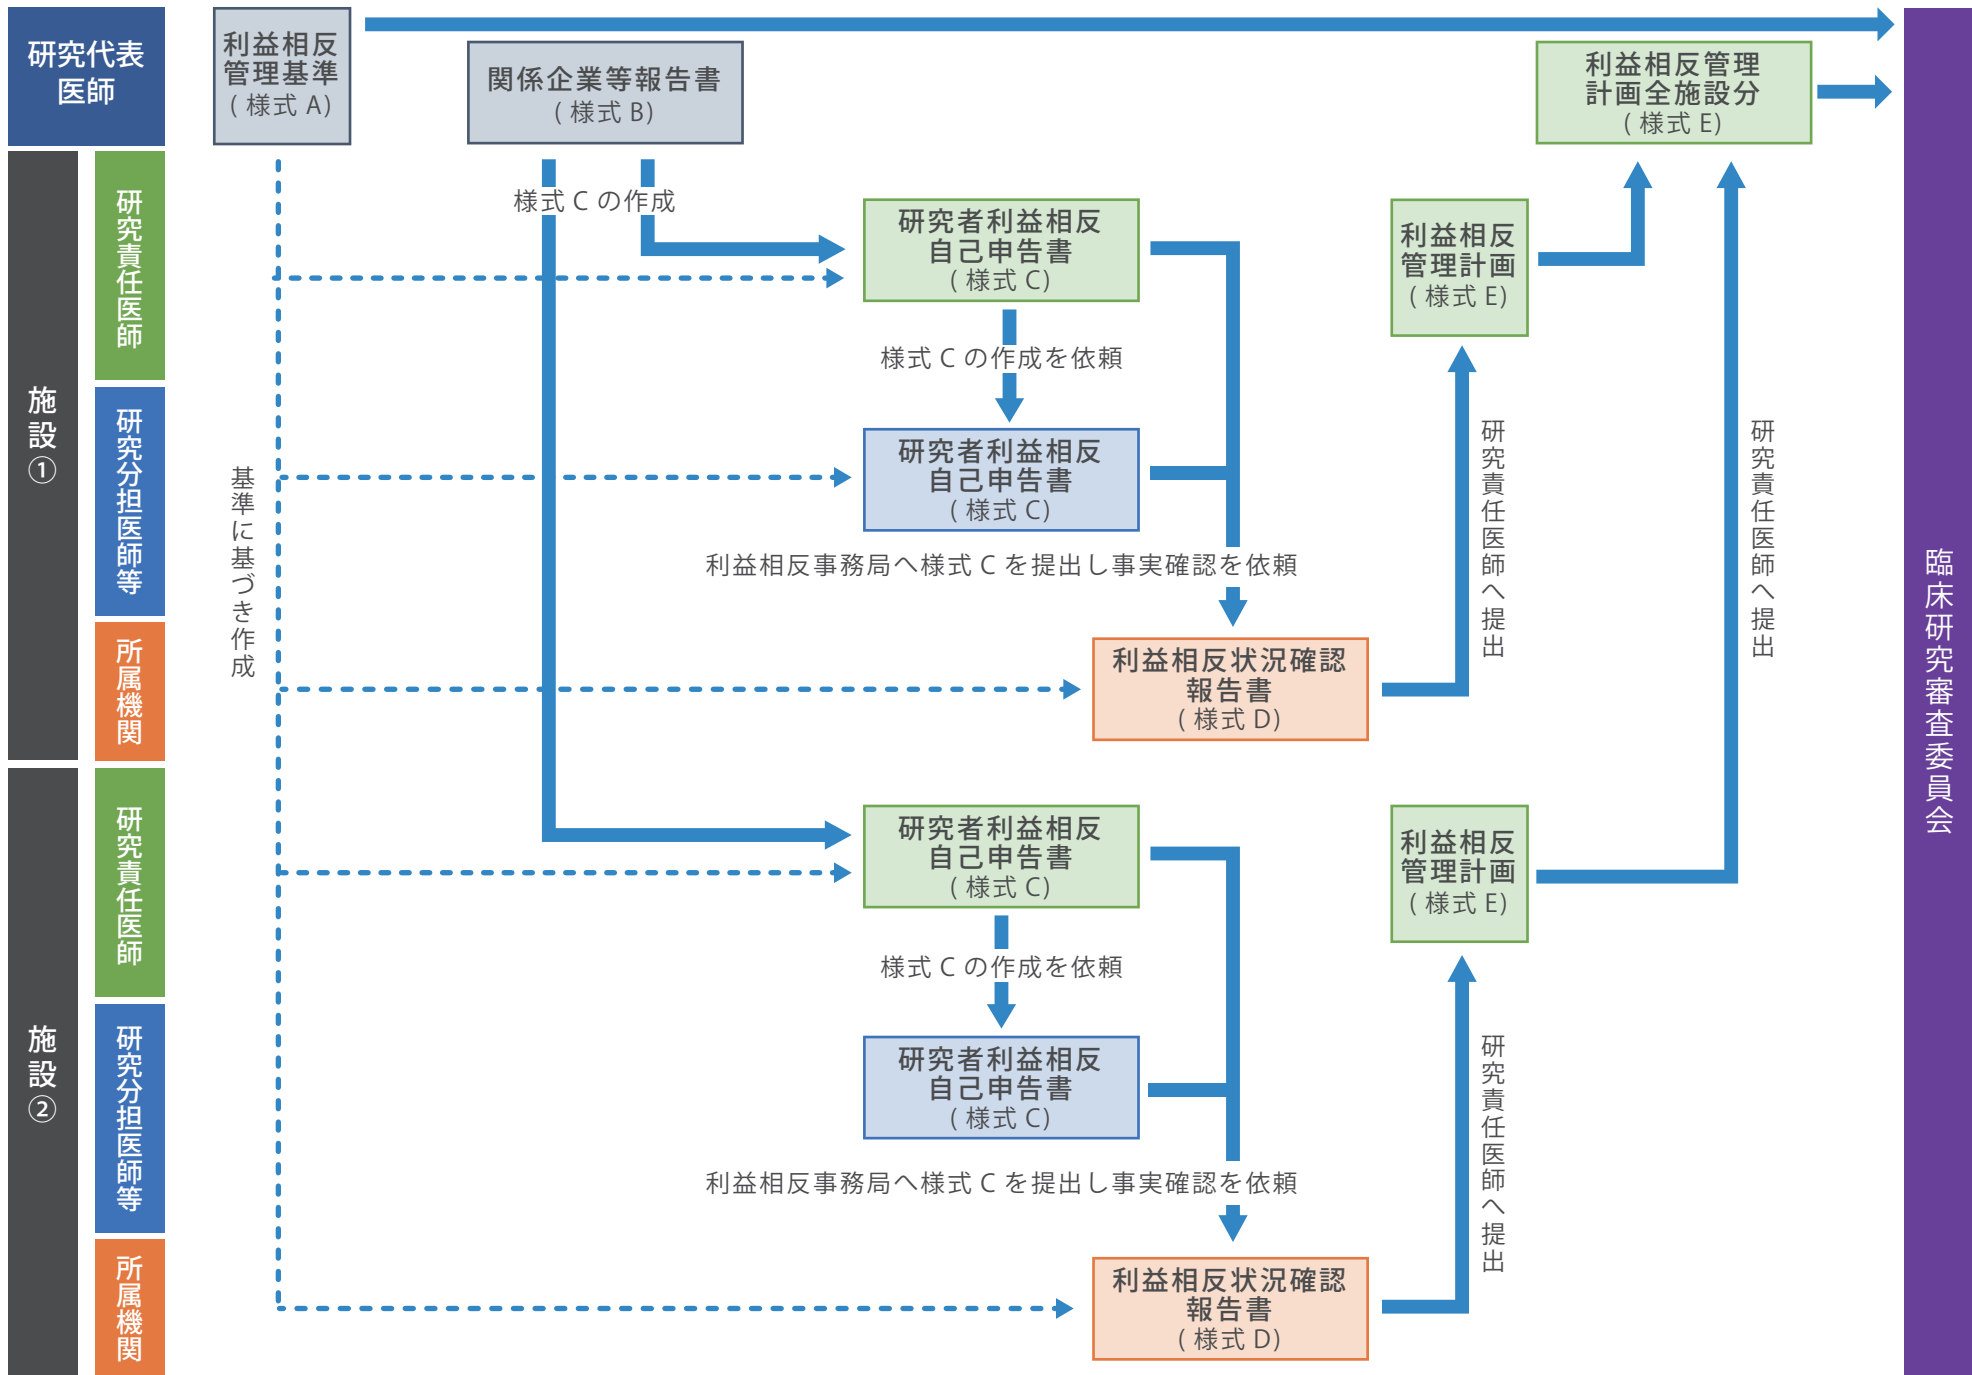 研究代表
医師
利益相反
管理基準
( 様式 A)
関係企業等報告書
( 様式 B)
利益相反管理
計画全施設分
( 様式 E)
施設①
研究責任医師
様式 C の作成
研究者利益相反
自己申告書
( 様式 C)
利益相反
管理計画
( 様式 E)
様式 C の作成を依頼
研究分担医師等
研究者利益相反
自己申告書
( 様式 C)
基準に基づき作成
研究責任医師へ提出
研究責任医師へ提出
利益相反事務局へ様式 C を提出し事実確認を依頼
臨床研究審査委員会
所属機関
利益相反状況確認
報告書
( 様式 D)
施設②
研究責任医師
研究者利益相反
自己申告書
( 様式 C)
利益相反
管理計画
( 様式 E)
様式 C の作成を依頼
研究分担医師等
研究者利益相反
自己申告書
( 様式 C)
研究責任医師へ提出
利益相反事務局へ様式 C を提出し事実確認を依頼
所属機関
利益相反状況確認
報告書
( 様式 D)